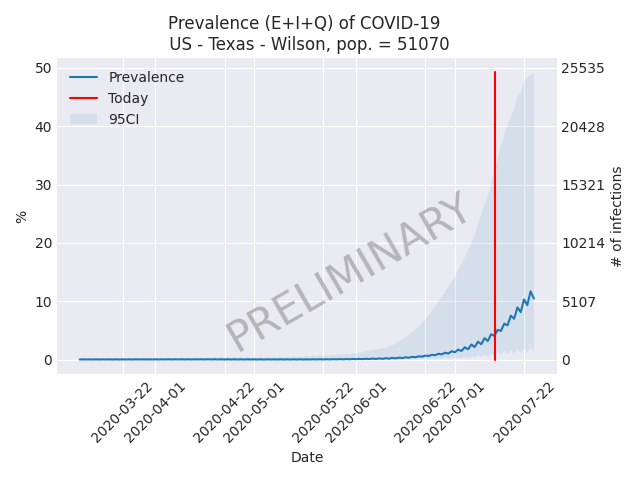 Prevalence (E+I+Q) of COVID-19
US - Texas - Wilson, pop. = 51070
Prevalence
Today
95CI
50
40
30
20
10
0
%
25535
20428
15321
10214
5107
0
# of infections
PRELIMINARY
2020-03-22
2020-04-01
2020-04-22
2020-05-01
2020-05-22
2020-06-01
2020-06-22
2020-07-01
2020-07-22
Date